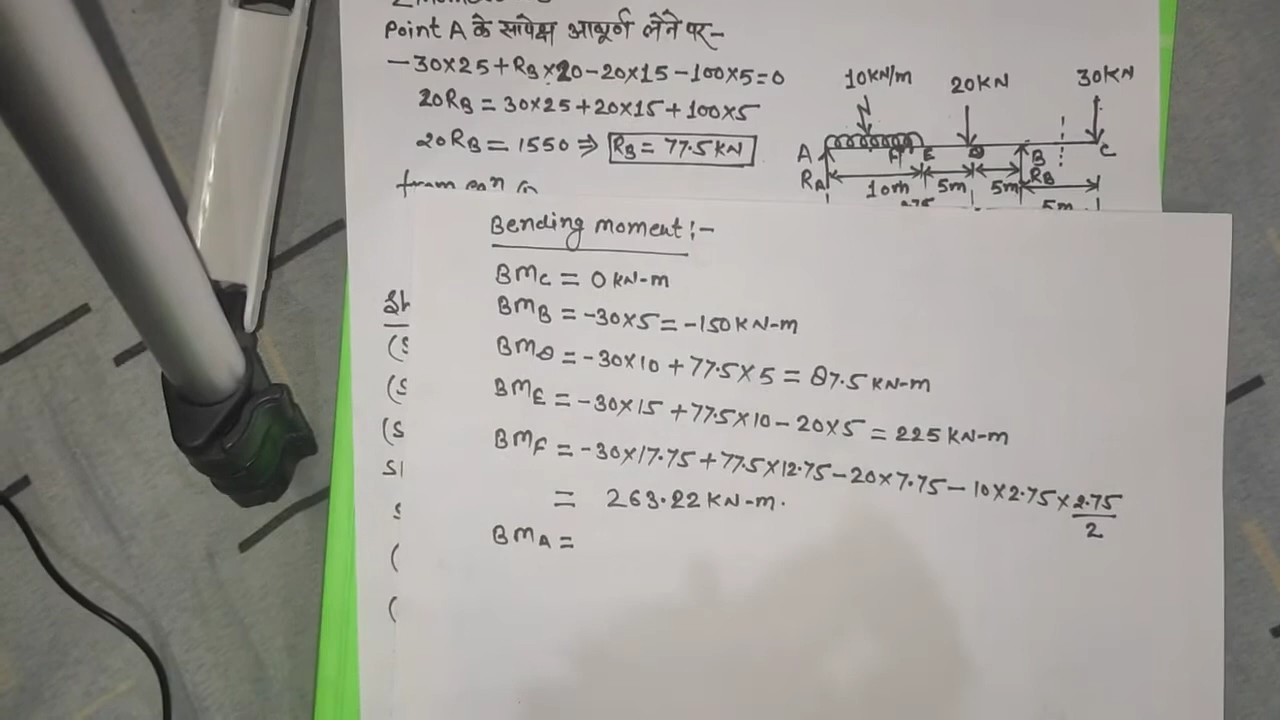 Point A के सापेक्ष आघूर्ण लेने पर-
-30×25+RB×20-20×15-100×5=0
20RB = 30×25+20×15+100×5
20RB = 1550 ⇒ RB = 77.5KN
from
10KN/m
20KN
30KN
A F E D B C
RA 10m 5m 5m RB
5m
Bending moment:-
BMC = 0 KN-m
BMB = -30×5 = -150KN-m
BMD = -30×10 + 77.5×5 = 87.5 KN-m
BME = -30×15 +77.5×10-20×5 = 225 KN-m
BMF = -30×17.75+77.5×12.75-20×7.75-10×2.75×2.75/2
= 263.22 KN-m.
BMA =